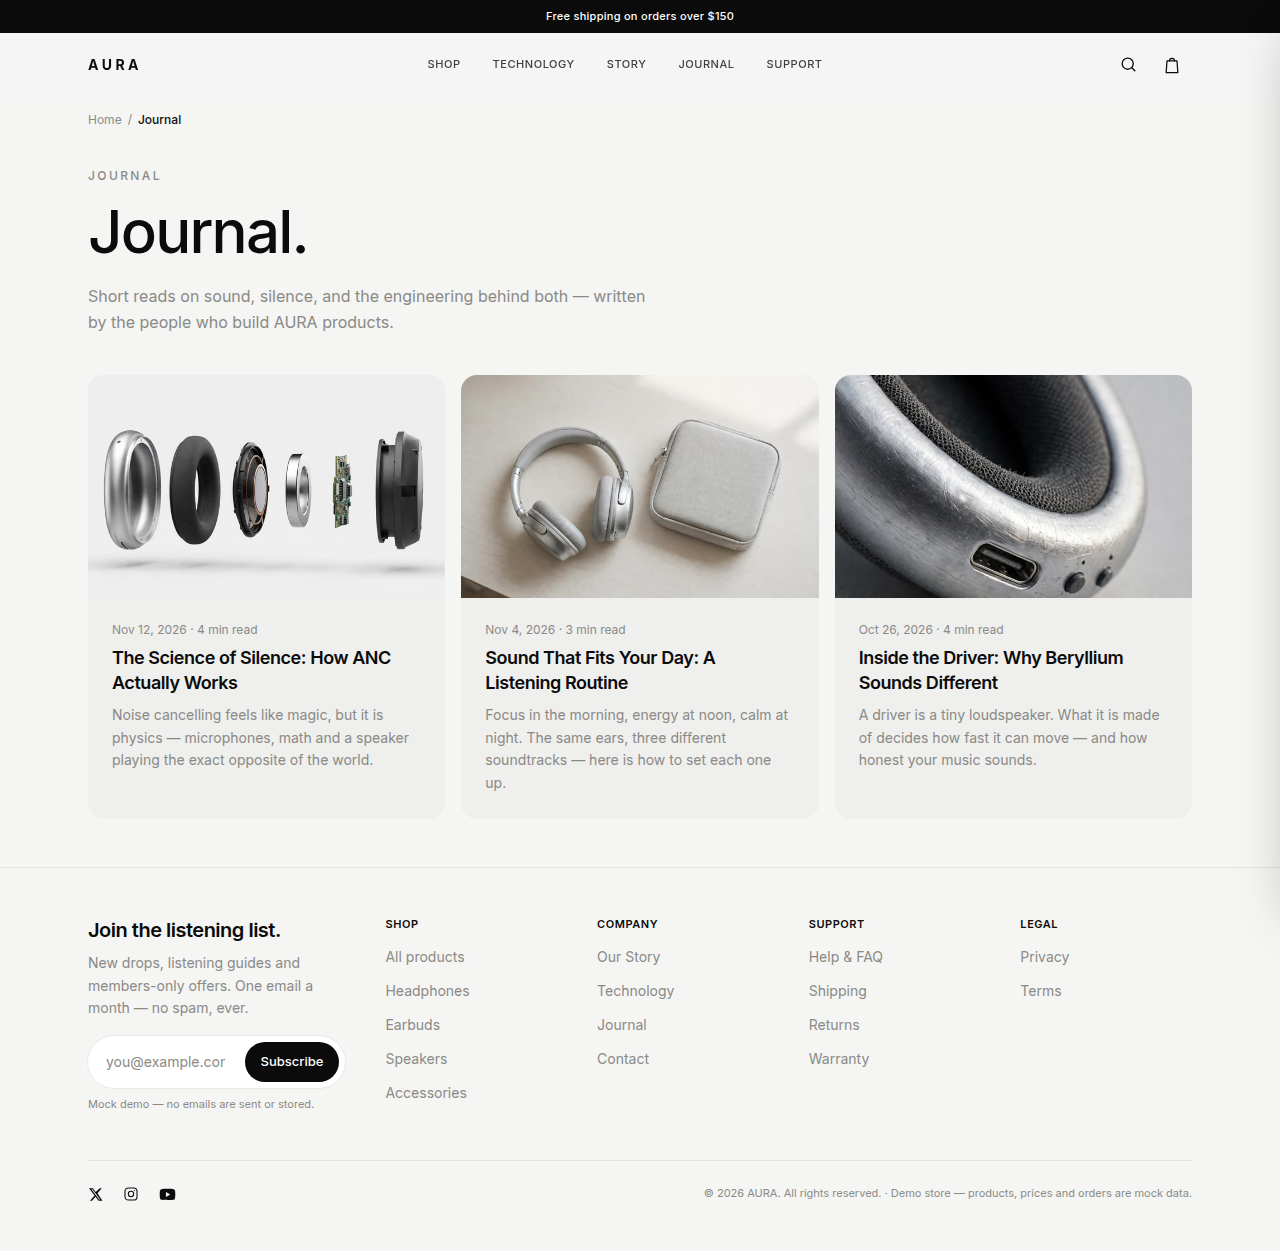 Free shipping on orders over $150
AURA
SHOP
TECHNOLOGY
STORY
JOURNAL
SUPPORT
Home / Journal
JOURNAL
Journal.
Short reads on sound, silence, and the engineering behind both — written
by the people who build AURA products.
Nov 12, 2026 · 4 min read
The Science of Silence: How ANC
Actually Works
Noise cancelling feels like magic, but it is
physics — microphones, math and a speaker
playing the exact opposite of the world.
Nov 4, 2026 · 3 min read
Sound That Fits Your Day: A
Listening Routine
Focus in the morning, energy at noon, calm at
night. The same ears, three different
soundtracks — here is how to set each one
up.
Oct 26, 2026 · 4 min read
Inside the Driver: Why Beryllium
Sounds Different
A driver is a tiny loudspeaker. What it is made
of decides how fast it can move — and how
honest your music sounds.
Join the listening list.
New drops, listening guides and
members-only offers. One email a
month — no spam, ever.
you@example.cor
Subscribe
Mock demo — no emails are sent or stored.
SHOP
All products
Headphones
Earbuds
Speakers
Accessories
COMPANY
Our Story
Technology
Journal
Contact
SUPPORT
Help & FAQ
Shipping
Returns
Warranty
LEGAL
Privacy
Terms
© 2026 AURA. All rights reserved. · Demo store — products, prices and orders are mock data.